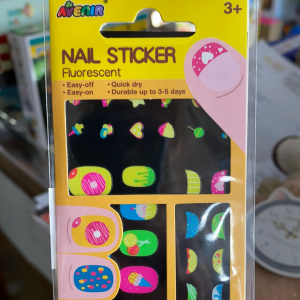 AVENIR
3+
NAIL STICKER
Fluorescent
• Easy-off • Quick dry
• Easy-on • Durable up to 3-5 days